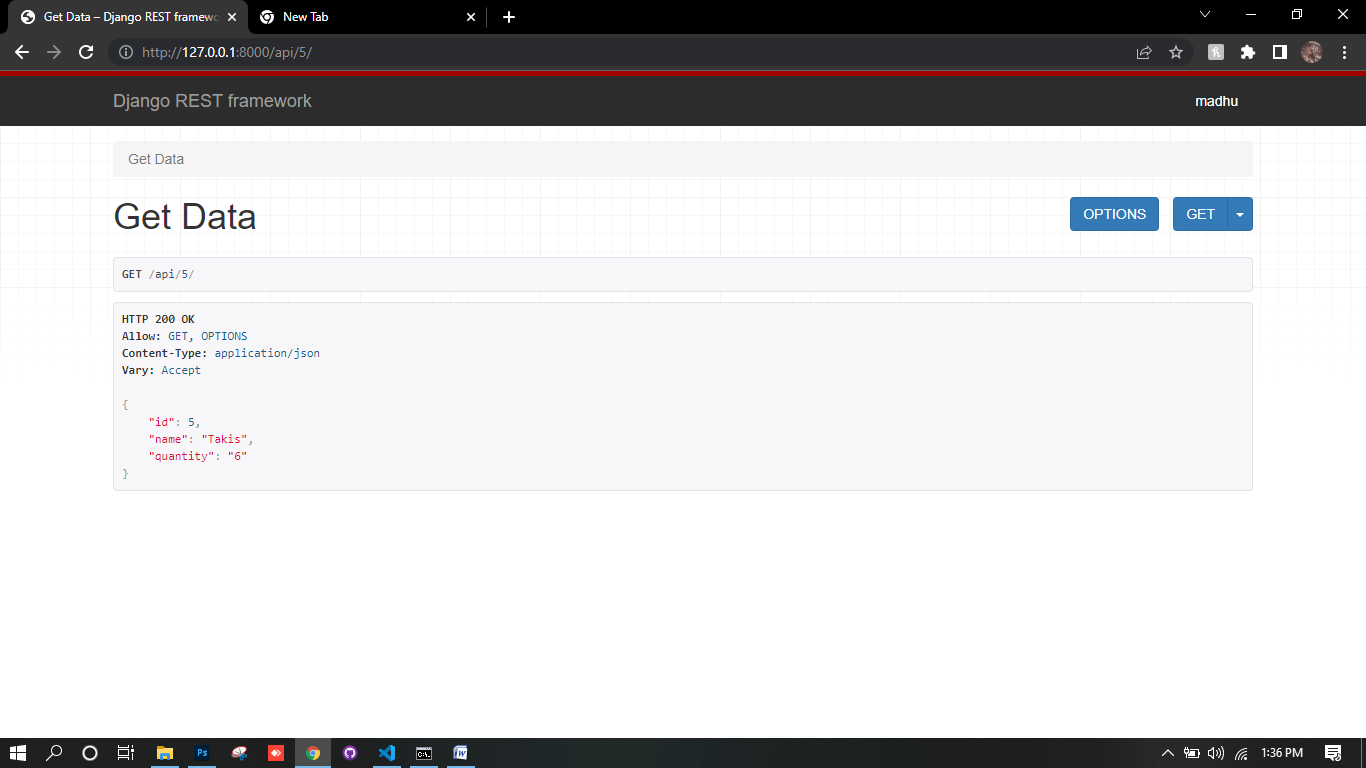 Get Data – Django REST framewo
New Tab
http://127.0.0.1:8000/api/5/
Django REST framework
madhu
Get Data
Get Data
OPTIONS
GET
GET /api/5/
HTTP 200 OK
Allow: GET, OPTIONS
Content-Type: application/json
Vary: Accept
{
    "id": 5,
    "name": "Takis",
    "quantity": "6"
}
Ps
C:\.
W
1:36 PM